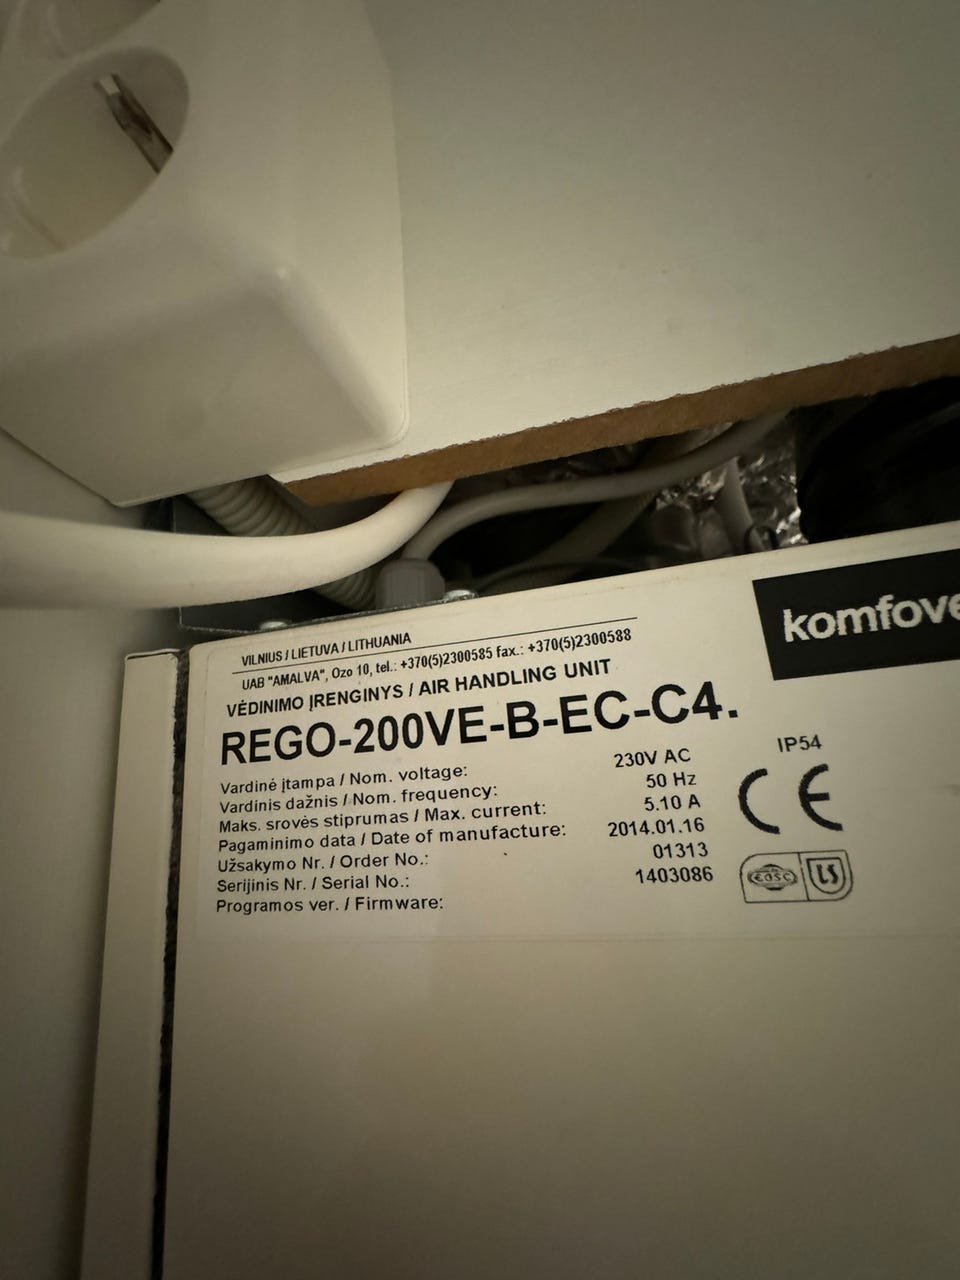 komfove
VILNIUS / LIETUVA / LITHUANIA
UAB "AMALVA", Ozo 10, tel.: +370(5)2300585 fax.: +370(5)2300588
VĖDINIMO ĮRENGINYS / AIR HANDLING UNIT
REGO-200VE-B-EC-C4.
Vardinė įtampa / Nom. voltage: 230V AC
Vardinis dažnis / Nom. frequency: 50 Hz
Maks. srovės stiprumas / Max. current: 5.10 A
Pagaminimo data / Date of manufacture: 2014.01.16
Užsakymo Nr. / Order No.: 01313
Serijinis Nr. / Serial No.: 1403086
Programos ver. / Firmware:
IP54
CE
LS